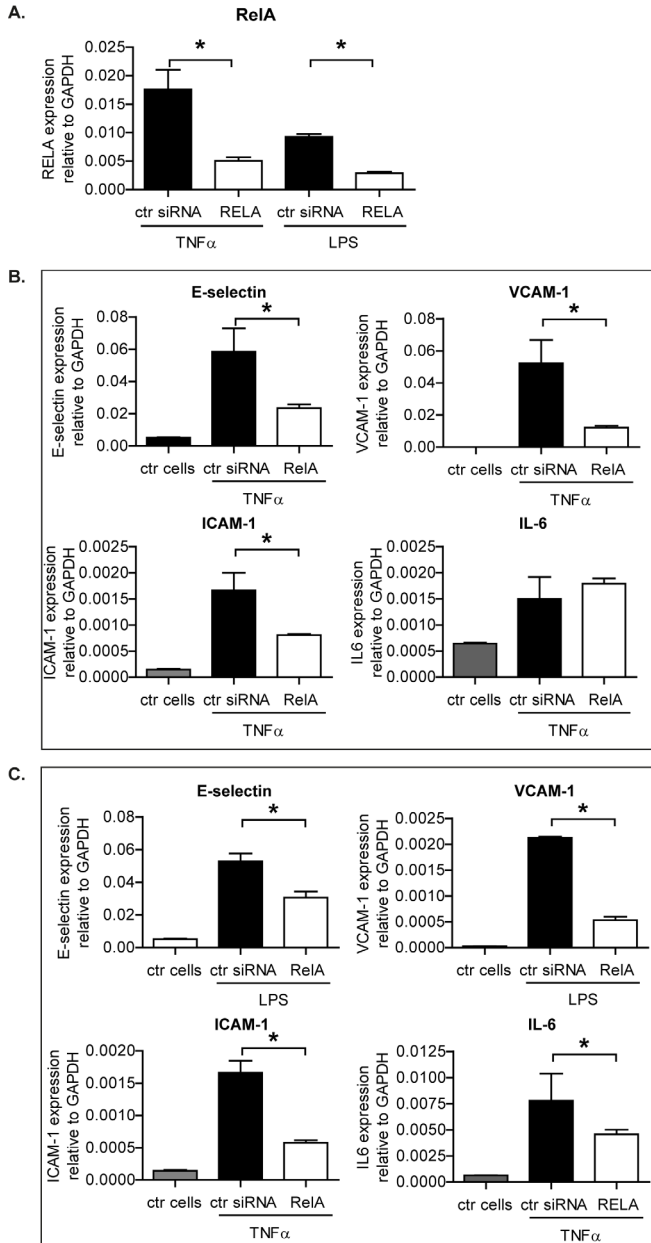 A.
RelA
RELA expression
relative to GAPDH
0.025
0.020
0.015
0.010
0.005
0.000
*
*
ctr siRNA RELA ctr siRNA RELA
TNFα LPS
B.
E-selectin
E-selectin expression
relative to GAPDH
0.08
0.06
0.04
0.02
0.00
*
ctr cells ctr siRNA RelA
TNFα
VCAM-1
VCAM-1 expression
relative to GAPDH
0.08
0.06
0.04
0.02
0.00
*
ctr cells ctr siRNA RelA
TNFα
ICAM-1
ICAM-1 expression
relative to GAPDH
0.0025
0.0020
0.0015
0.0010
0.0005
0.0000
*
ctr cells ctr siRNA RelA
TNFα
IL-6
IL6 expression
relative to GAPDH
0.0025
0.0020
0.0015
0.0010
0.0005
0.0000
ctr cells ctr siRNA RelA
TNFα
C.
E-selectin
E-selectin expression
relative to GAPDH
0.08
0.06
0.04
0.02
0.00
*
ctr cells ctr siRNA RelA
LPS
VCAM-1
VCAM-1 expression
relative to GAPDH
0.0025
0.0020
0.0015
0.0010
0.0005
0.0000
*
ctr cells ctr siRNA RelA
LPS
ICAM-1
ICAM-1 expression
relative to GAPDH
0.0020
0.0015
0.0010
0.0005
0.0000
*
ctr cells ctr siRNA RelA
TNFα
IL-6
IL6 expression
relative to GAPDH
0.0125
0.0100
0.0075
0.0050
0.0025
0.0000
*
ctr cells ctr siRNA RELA
TNFα